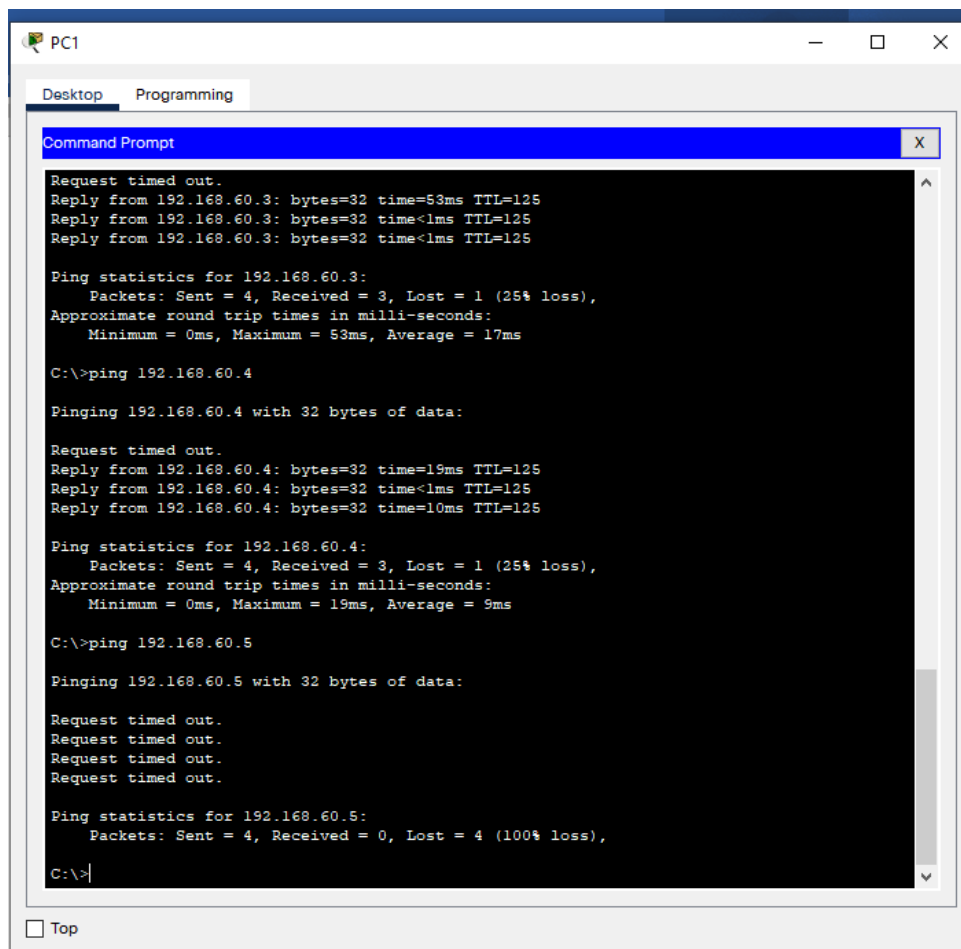 PC1
Desktop Programming
Command Prompt X
Request timed out.
Reply from 192.168.60.3: bytes=32 time=53ms TTL=125
Reply from 192.168.60.3: bytes=32 time<1ms TTL=125
Reply from 192.168.60.3: bytes=32 time<1ms TTL=125
Ping statistics for 192.168.60.3:
Packets: Sent = 4, Received = 3, Lost = 1 (25% loss),
Approximate round trip times in milli-seconds:
Minimum = 0ms, Maximum = 53ms, Average = 17ms
C:\>ping 192.168.60.4
Pinging 192.168.60.4 with 32 bytes of data:
Request timed out.
Reply from 192.168.60.4: bytes=32 time=19ms TTL=125
Reply from 192.168.60.4: bytes=32 time<1ms TTL=125
Reply from 192.168.60.4: bytes=32 time=10ms TTL=125
Ping statistics for 192.168.60.4:
Packets: Sent = 4, Received = 3, Lost = 1 (25% loss),
Approximate round trip times in milli-seconds:
Minimum = 0ms, Maximum = 19ms, Average = 9ms
C:\>ping 192.168.60.5
Pinging 192.168.60.5 with 32 bytes of data:
Request timed out.
Request timed out.
Request timed out.
Request timed out.
Ping statistics for 192.168.60.5:
Packets: Sent = 4, Received = 0, Lost = 4 (100% loss),
C:\>
Top